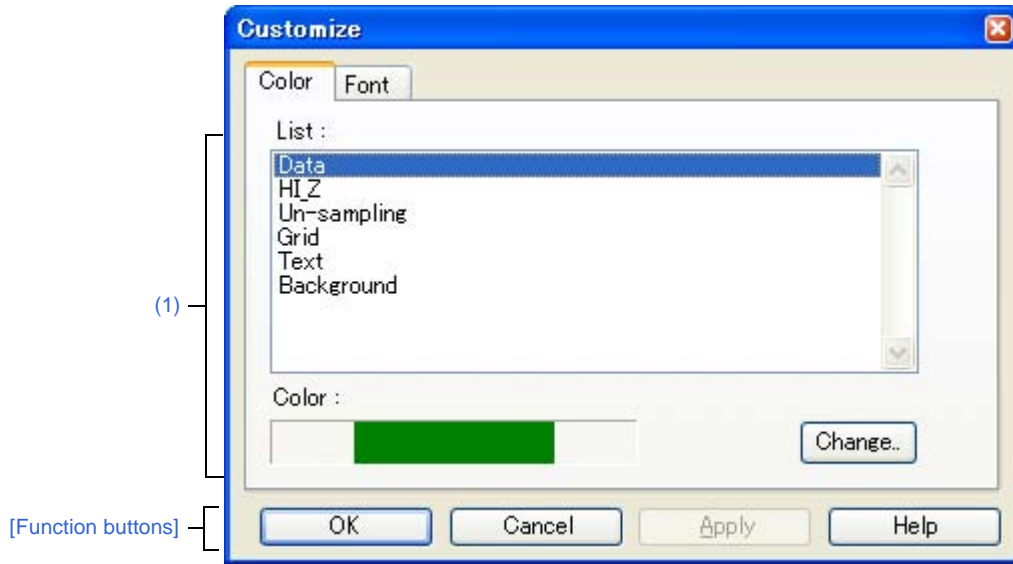 Customize
Color Font
List :
Data
HI_Z
Un-sampling
Grid
Text
Background
(1)
Color :
Change..
[Function buttons]
OK Cancel Apply Help